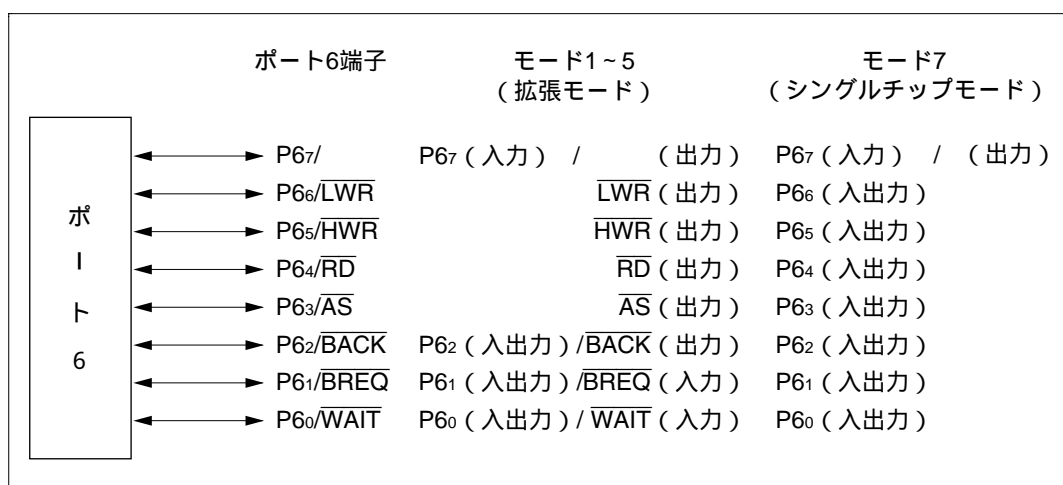 ポート6端子 モード1~5 モード7
(拡張モード) (シングルチップモード)
P67/ P67(入力) / (出力) P67(入力) / (出力)
P66/LWR LWR(出力) P66(入出力)
P65/HWR HWR(出力) P65(入出力)
P64/RD RD(出力) P64(入出力)
P63/AS AS(出力) P63(入出力)
P62/BACK P62(入出力)/BACK(出力) P62(入出力)
P61/BREQ P61(入出力)/BREQ(入力) P61(入出力)
P60/WAIT P60(入出力)/ WAIT(入力) P60(入出力)
ポート6